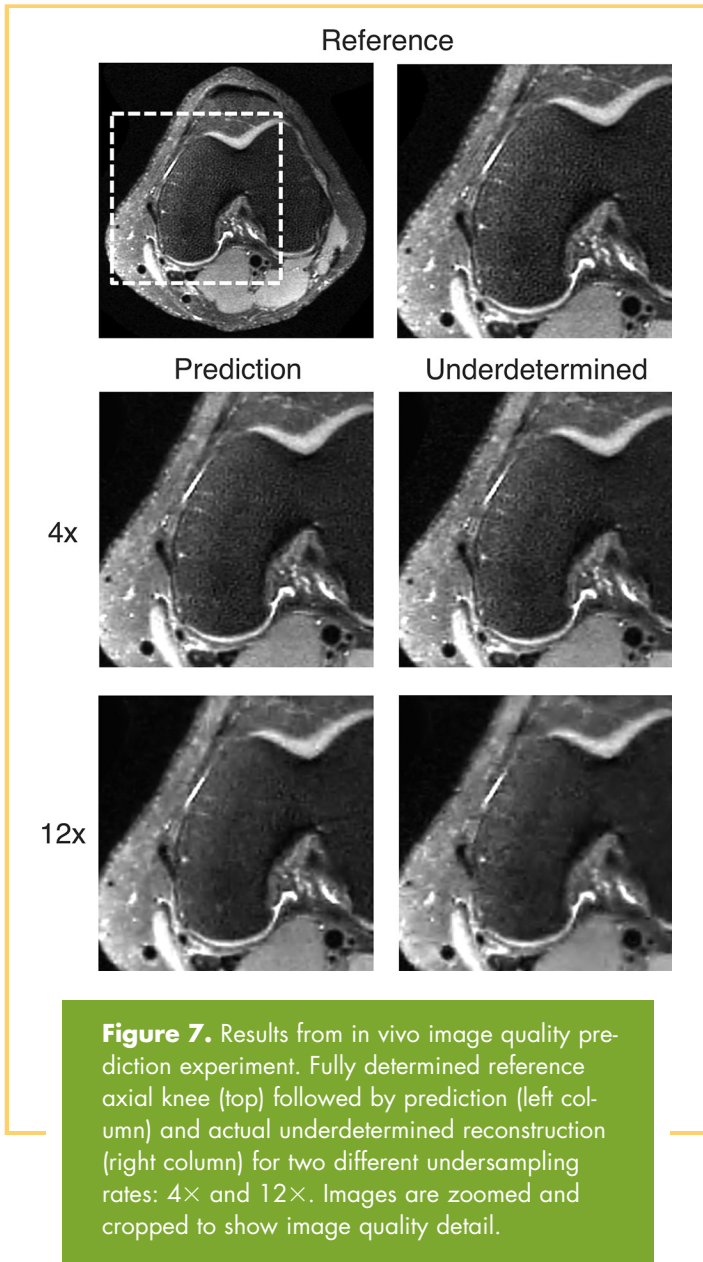 Reference
Prediction Underdetermined
4x
12x
Figure 7. Results from in vivo image quality pre-
diction experiment. Fully determined reference
axial knee (top) followed by prediction (left col-
umn) and actual underdetermined reconstruction
(right column) for two different undersampling
rates: 4× and 12×. Images are zoomed and
cropped to show image quality detail.